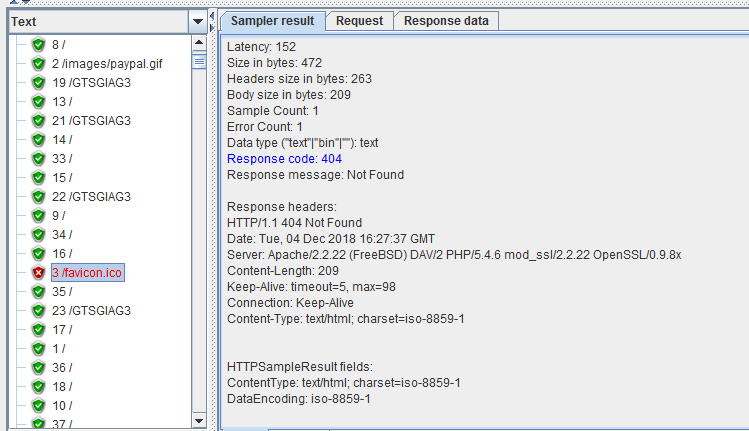 Text
8 /
2 /images/paypal.gif
19 /GTSGIAG3
13 /
21 /GTSGIAG3
14 /
33 /
15 /
22 /GTSGIAG3
9 /
34 /
16 /
3 /favicon.ico
35 /
23 /GTSGIAG3
17 /
1 /
36 /
18 /
10 /
37 /
Sampler result Request Response data
Latency: 152
Size in bytes: 472
Headers size in bytes: 263
Body size in bytes: 209
Sample Count: 1
Error Count: 1
Data type ("text"|"bin"|""): text
Response code: 404
Response message: Not Found
Response headers:
HTTP/1.1 404 Not Found
Date: Tue, 04 Dec 2018 16:27:37 GMT
Server: Apache/2.2.22 (FreeBSD) DAV/2 PHP/5.4.6 mod_ssl/2.2.22 OpenSSL/0.9.8x
Content-Length: 209
Keep-Alive: timeout=5, max=98
Connection: Keep-Alive
Content-Type: text/html; charset=iso-8859-1
HTTPSampleResult fields:
ContentType: text/html; charset=iso-8859-1
DataEncoding: iso-8859-1